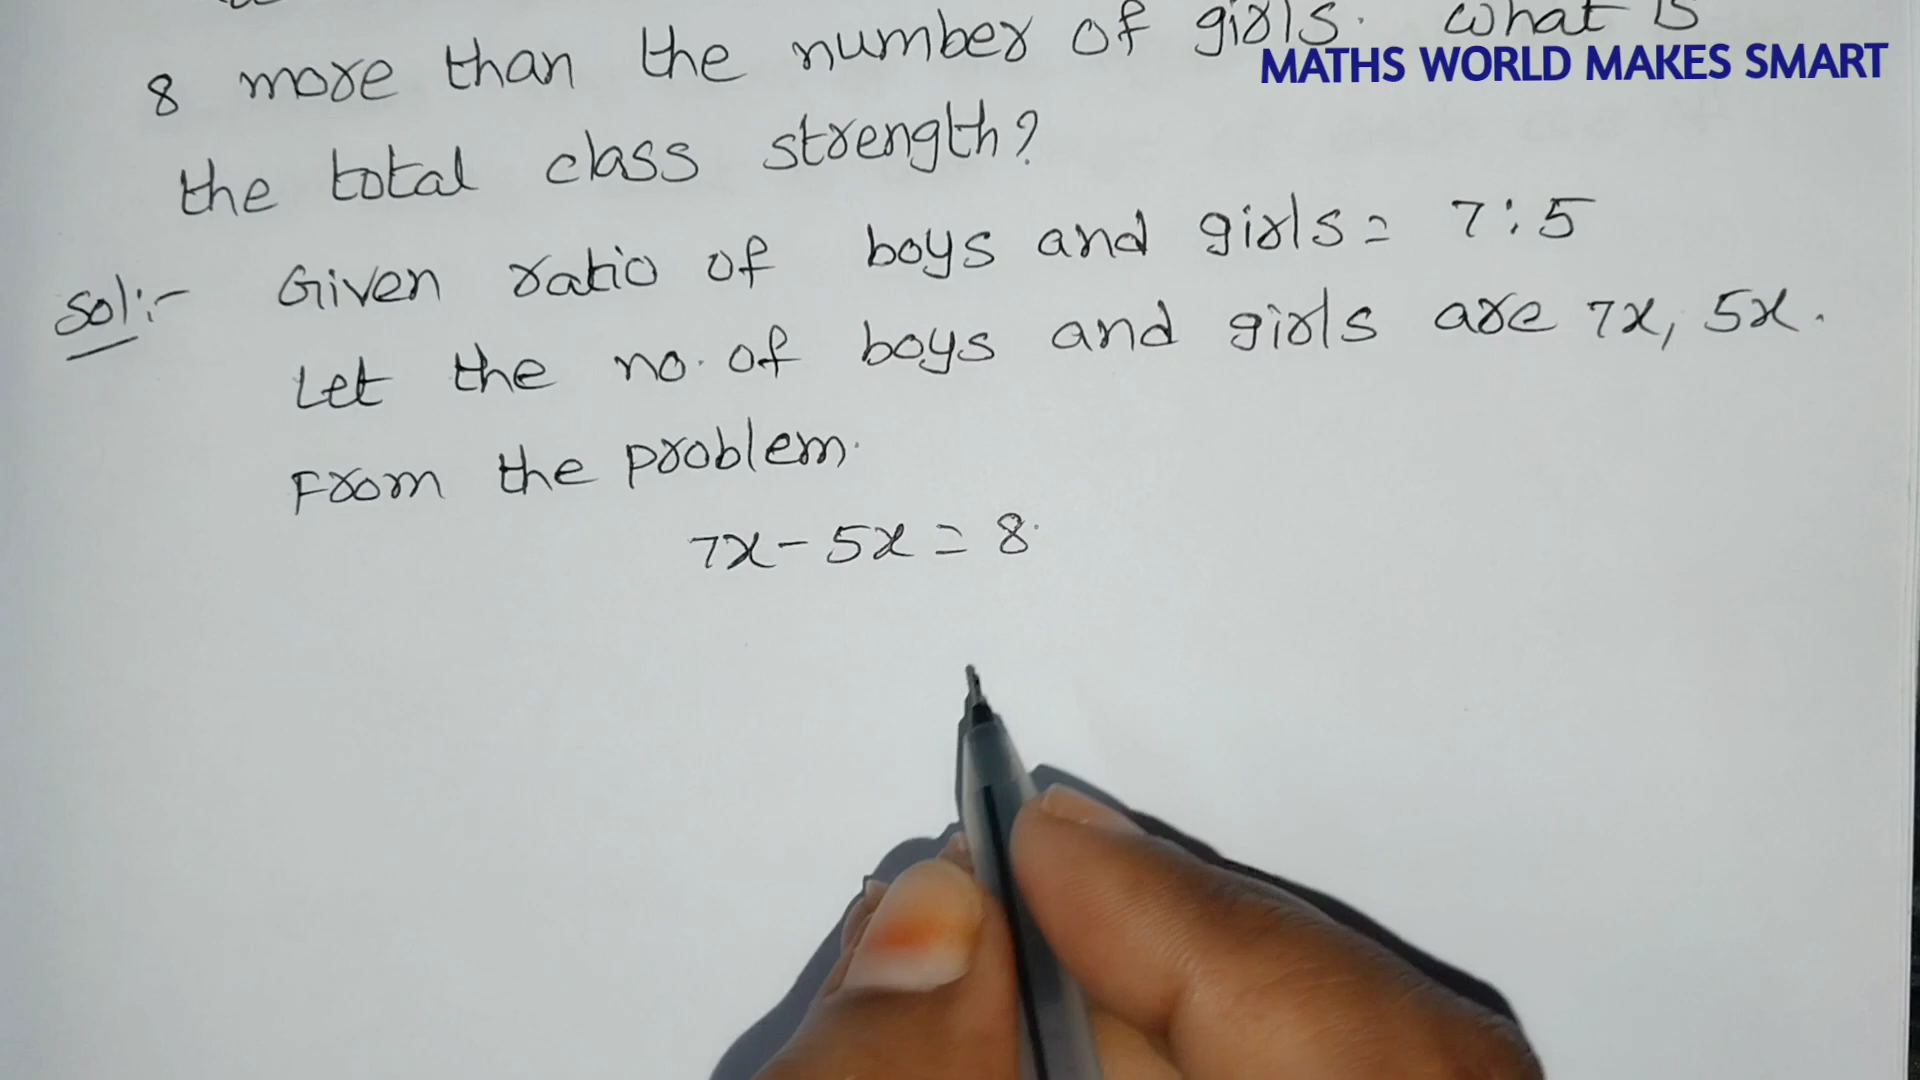 8 more than the number of girls. What is
MATHS WORLD MAKES SMART
the total class strength?
Sol:- Given ratio of boys and girls = 7:5
Let the no. of boys and girls are 7x, 5x.
From the problem.
7x - 5x = 8.